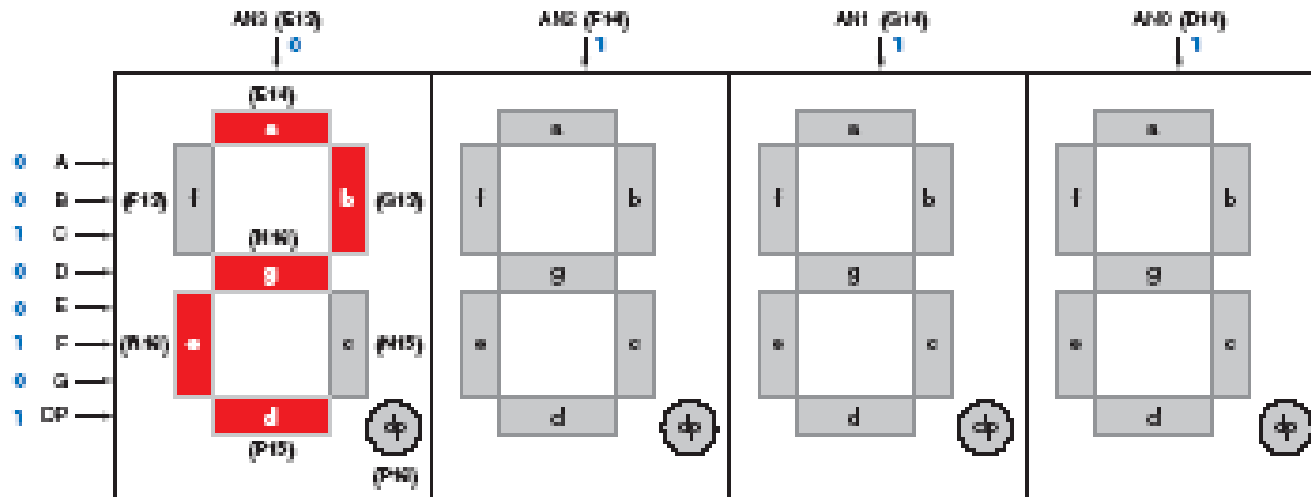 AN3 (E13) AN2 (F14) AN1 (G14) AN0 (D14)
0 1 1 1
(E14)
a a a a
0 A
0 B (F13) f b (G13) f b f b f b
1 C
(N16)
0 D g g g g
0 E
1 F (R16) e c (N15) e c e c e c
0 G
1 DP d dp d dp d dp d dp
(P15)
(P16)